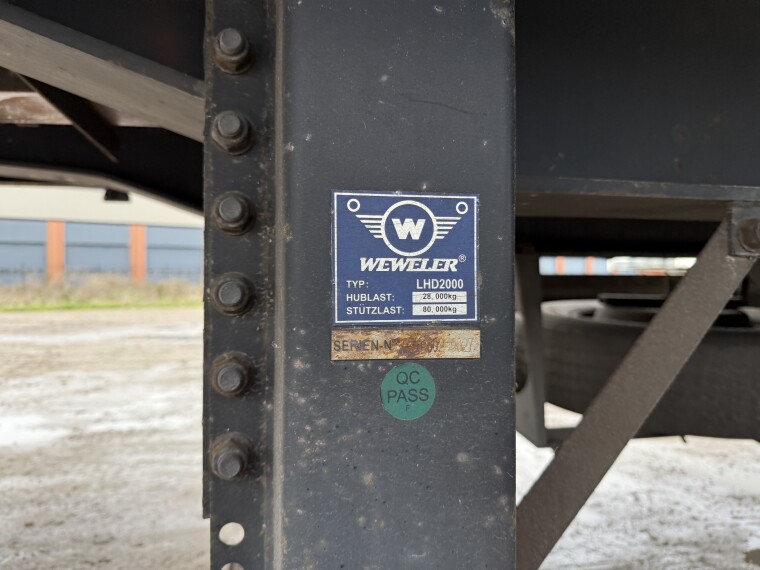 W
WEWELER®
TYP: LHD2000
HUBLAST: 28,000kg
STÜTZLAST: 80,000kg
SERIEN-N°
QC
PASS